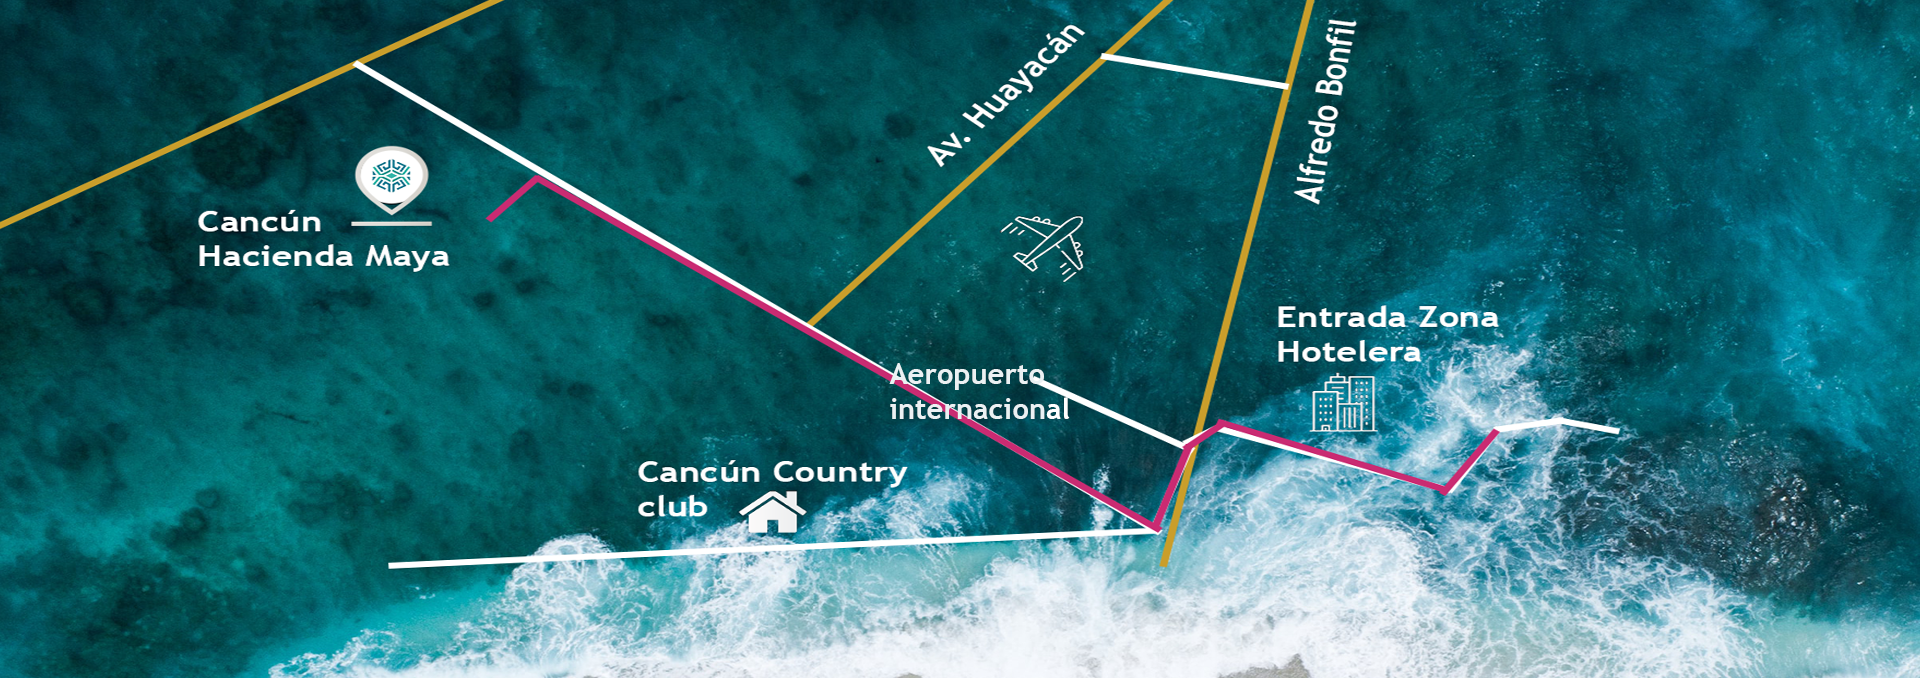 Av. Huayacán
Alfredo Bonfil
Cancún
Hacienda Maya
Entrada Zona
Hotelera
Aeropuerto
internacional
Cancún Country
club